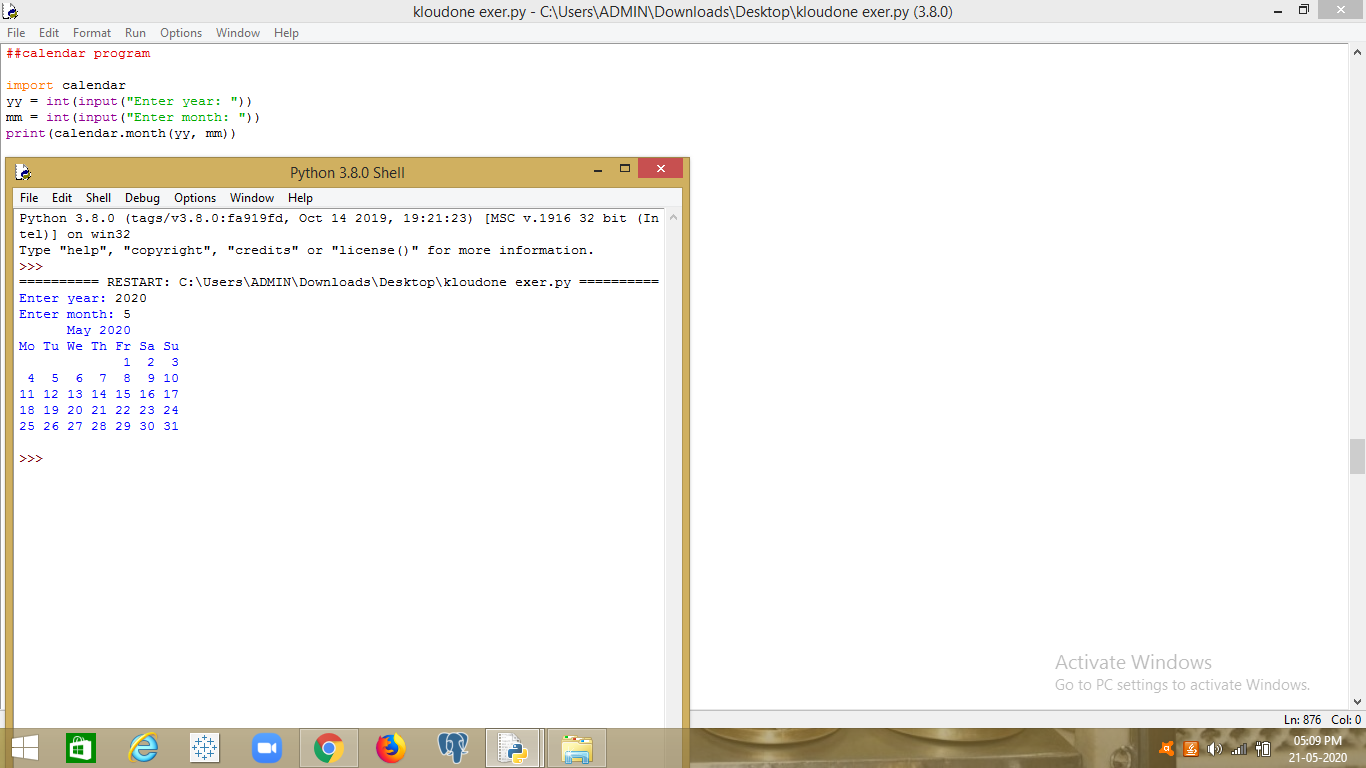 kloudone exer.py - C:\Users\ADMIN\Downloads\Desktop\kloudone exer.py (3.8.0)
File Edit Format Run Options Window Help
##calendar program
import calendar
yy = int(input("Enter year: "))
mm = int(input("Enter month: "))
print(calendar.month(yy, mm))
Python 3.8.0 Shell
File Edit Shell Debug Options Window Help
Python 3.8.0 (tags/v3.8.0:fa919fd, Oct 14 2019, 19:21:23) [MSC v.1916 32 bit (In
tel)] on win32
Type "help", "copyright", "credits" or "license()" for more information.
>>>
========== RESTART: C:\Users\ADMIN\Downloads\Desktop\kloudone exer.py ==========
Enter year: 2020
Enter month: 5
      May 2020
Mo Tu We Th Fr Sa Su
             1  2  3
 4  5  6  7  8  9 10
11 12 13 14 15 16 17
18 19 20 21 22 23 24
25 26 27 28 29 30 31
>>>
Activate Windows
Go to PC settings to activate Windows.
Ln: 876 Col: 0
05:09 PM
21-05-2020